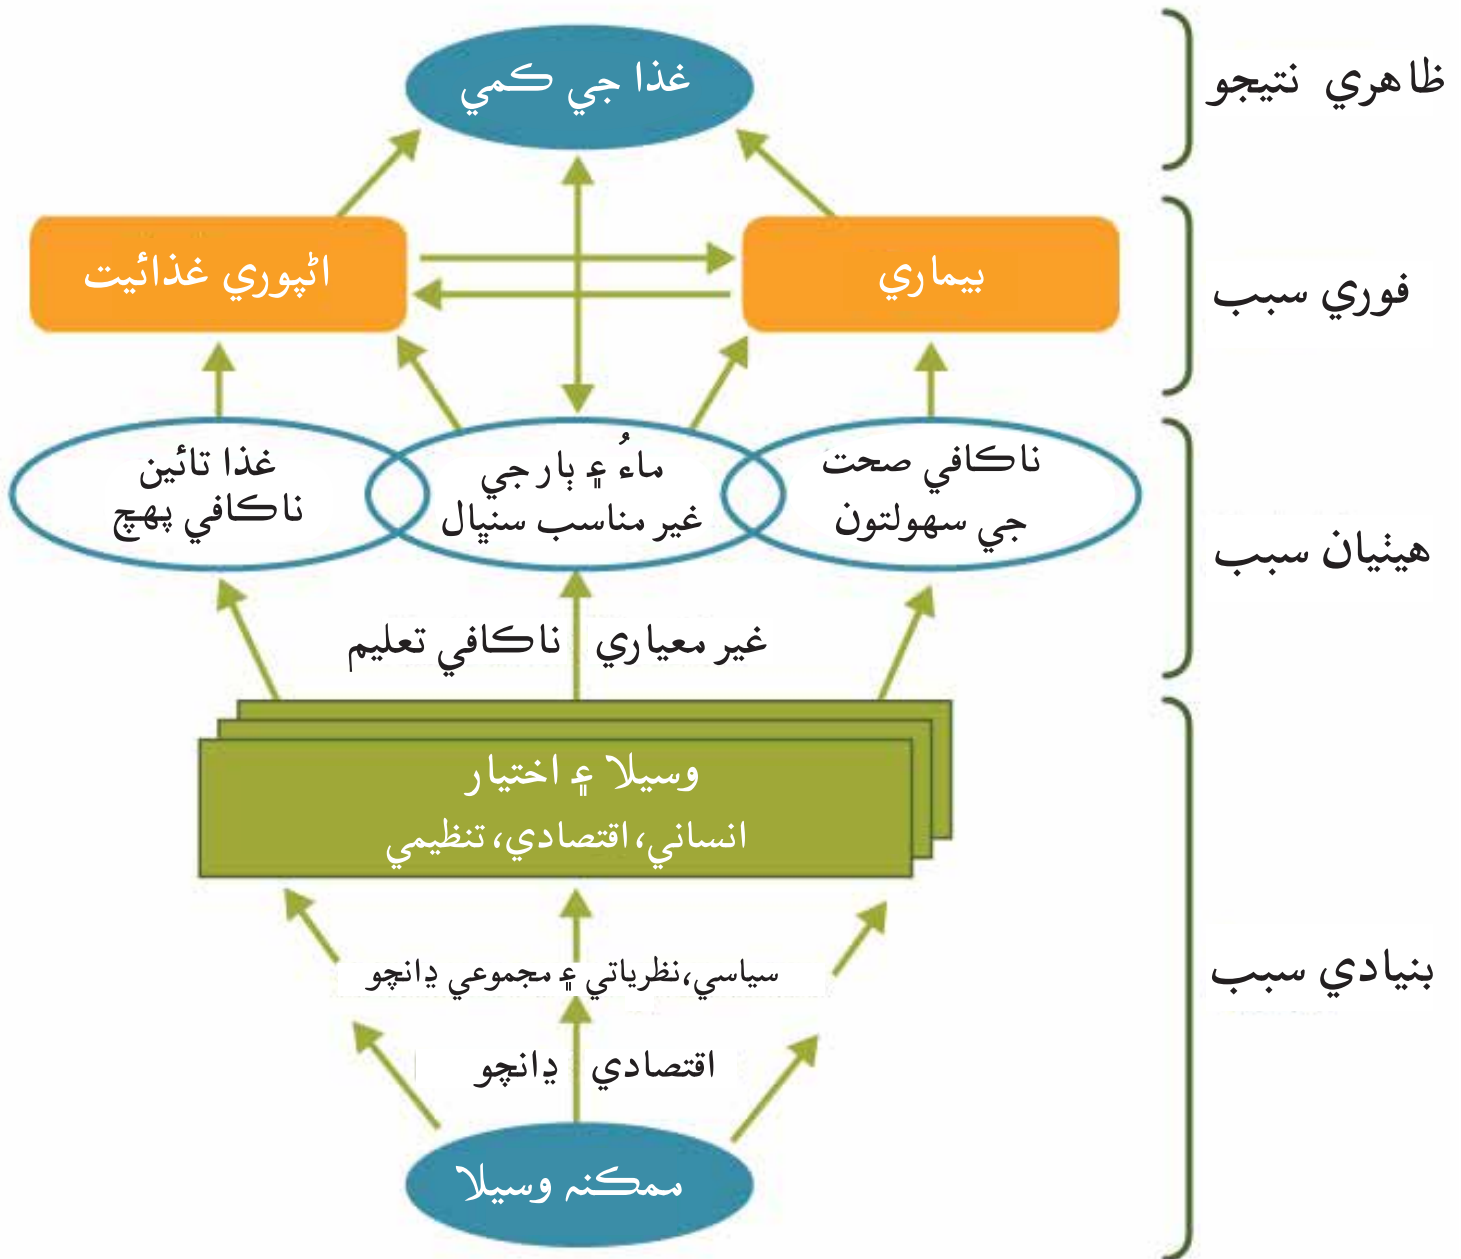 غذا جي ڪمي
ظاهري نتيجو
بيماري
اڻپوري غذائيت
فوري سبب
ناڪافي صحت
جي سهولتون
ماءُ ۽ ٻار جي
غير مناسب سنڀال
غذا تائين
ناڪافي پهچ
هيٺيان سبب
غير معياري ناڪافي تعليم
وسيلا ۽ اختيار
انساني، اقتصادي، تنظيمي
سياسي، نظرياتي ۽ مجموعي ڍانچو
بنيادي سبب
اقتصادي ڍانچو
ممڪنہ وسيلا